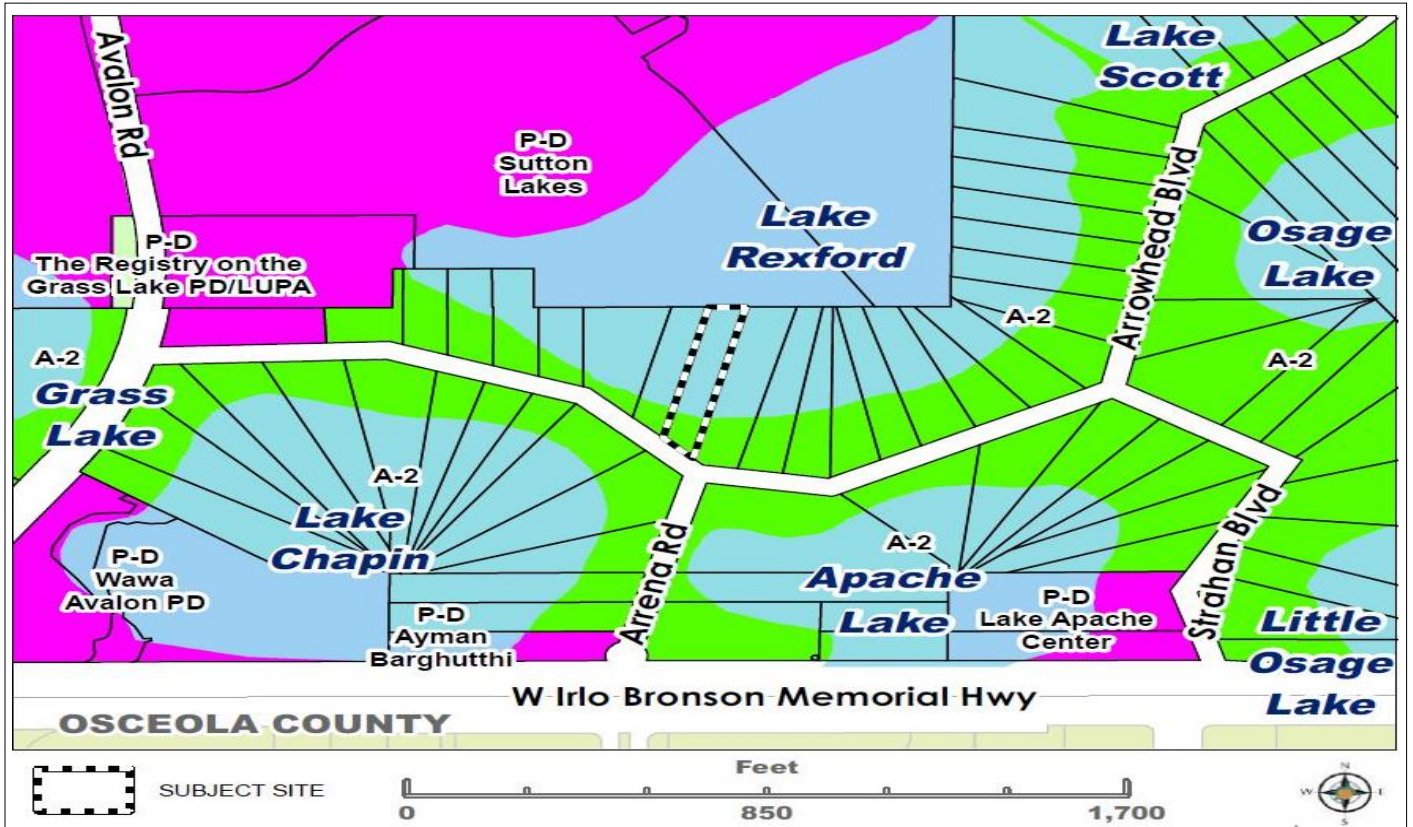 Lake
Scott
Avalon Rd
P-D
Sutton
Lakes
Arrowhead Blvd
Lake
Rexford
Osage
Lake
P-D
The Registry on the
Grass Lake PD/LUPA
A-2
A-2
A-2
Grass
Lake
A-2
Lake
Chapin
A-2
Apache
Lake
P-D
Wawa
Avalon PD
P-D
Ayman
Barghutthi
Arrena Rd
P-D
Lake Apache
Center
Strahan Blvd
Little
Osage
Lake
W Irlo Bronson Memorial Hwy
OSCEOLA COUNTY
SUBJECT SITE
Feet
0
850
1,700
N
W
E
S